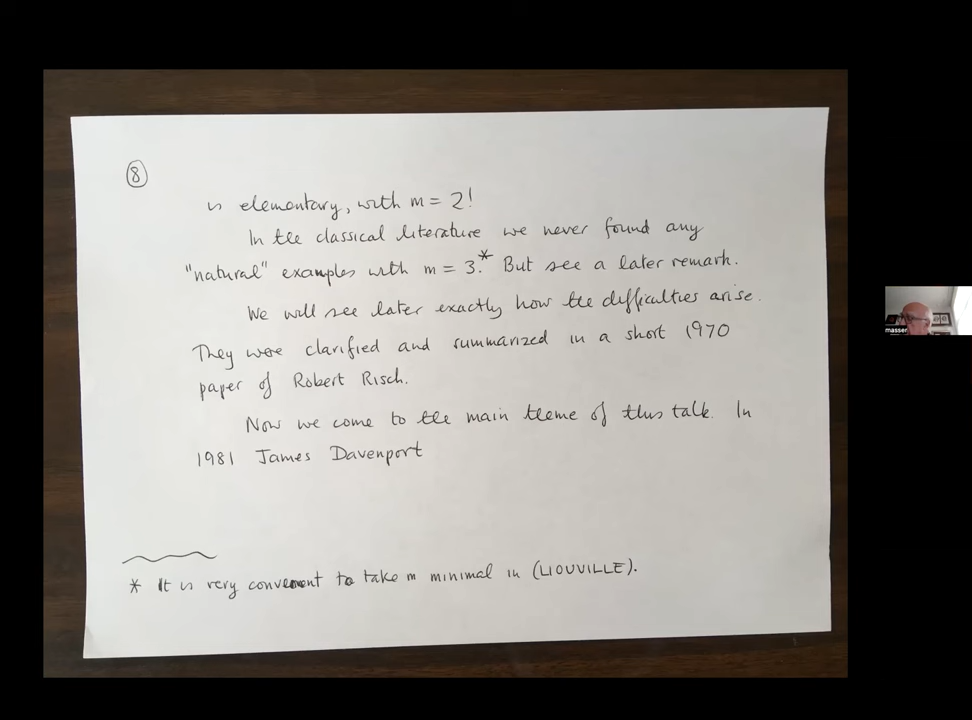 8
is elementary, with m = 2!
In the classical literature we never found any
"natural" examples with m = 3.* But see a later remark.
We will see later exactly how the difficulties arise.
They were clarified and summarized in a short 1970
paper of Robert Risch.
Now we come to the main theme of this talk. In
1981 James Davenport
* It is very convenient to take m minimal in (LIOUVILLE).
masser